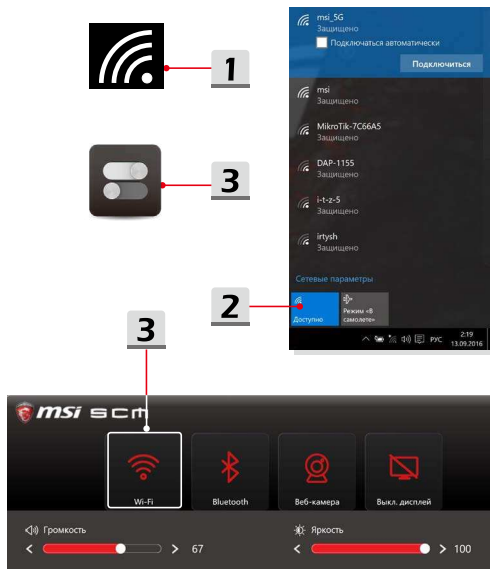 1
3
2
3
msi_5G
Защищено
Подключаться автоматически
Подключиться
msi
Защищено
MikroTik-7C66A5
Защищено
DAP-1155
Защищено
i-t-z-5
Защищено
irtysh
Защищено
Сетевые параметры
Доступно
Режим «В
самолете»
РУС
2:19
13.09.2016
msi SCM
Wi-Fi
Bluetooth
Веб-камера
Выкл. дисплей
Громкость
< > 67
Яркость
< > 100